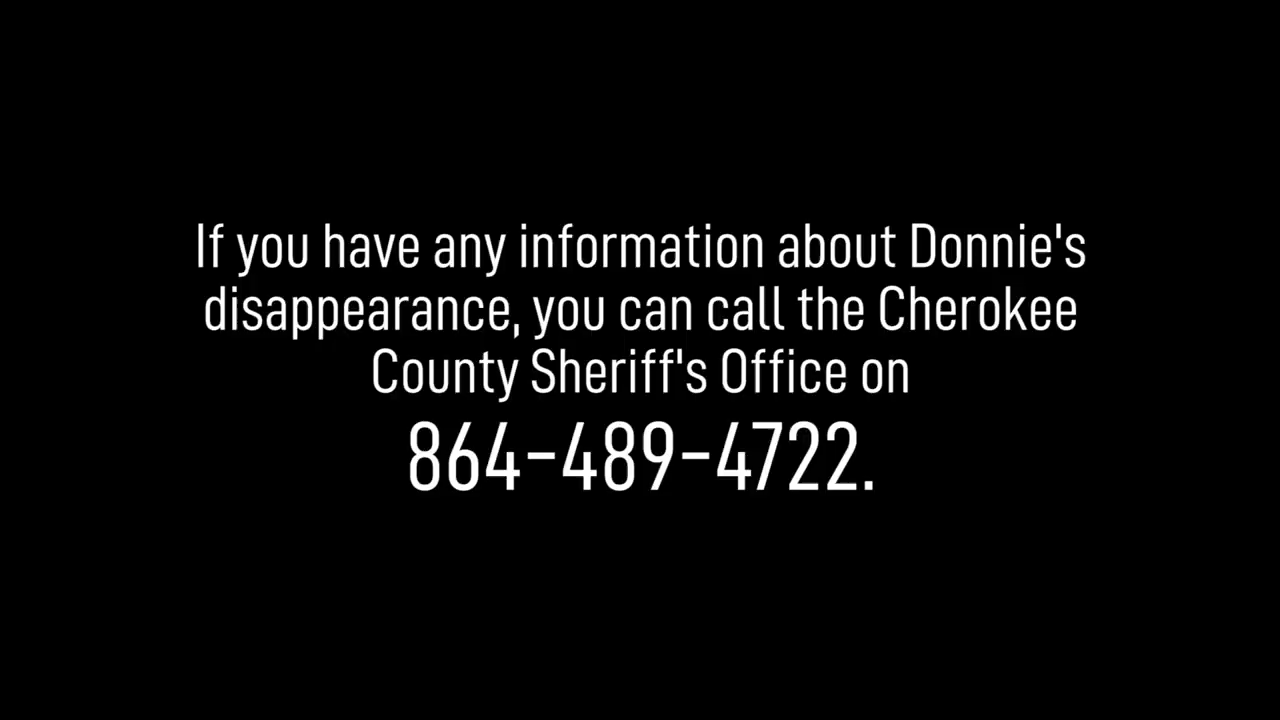 If you have any information about Donnie's
disappearance, you can call the Cherokee
County Sheriff's Office on
864-489-4722.